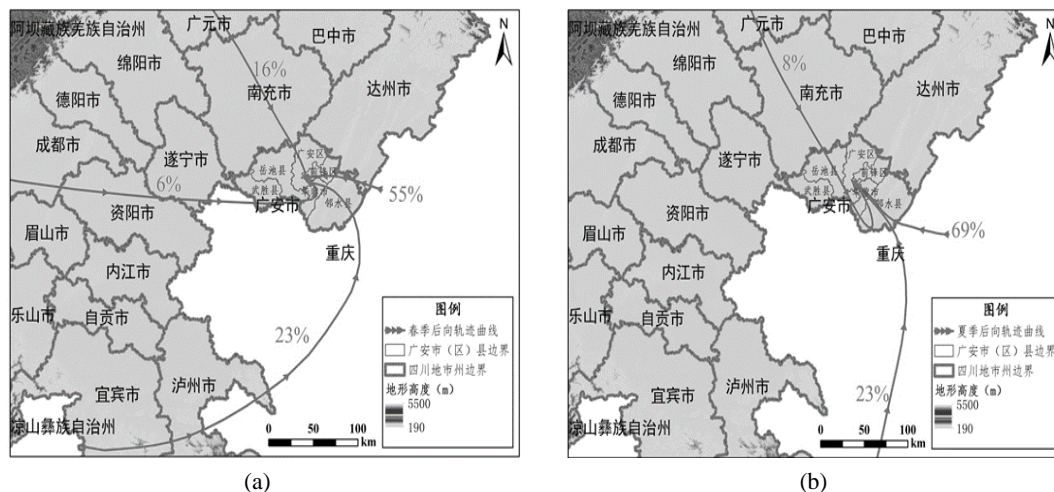 阿坝藏族羌族自治州
广元市
巴中市
N
绵阳市
16%
达州市
德阳市
南充市
成都市
遂宁市
广安区
岳池县
前锋区
6%
武胜县
55%
广安市
邻水县
资阳市
眉山市
重庆
内江市
图例
乐山市
自贡市
春季后向轨迹曲线
23%
广安市（区）县边界
四川地市州边界
泸州市
地形高度（m）
宜宾市
5500
凉山彝族自治州
190
0 25 50 100
km
(a)
阿坝藏族羌族自治州
广元市
巴中市
N
绵阳市
8%
达州市
德阳市
南充市
成都市
遂宁市
广安区
岳池县
前锋区
武胜县
广安市
邻水县
资阳市
69%
眉山市
重庆
内江市
图例
乐山市
自贡市
夏季后向轨迹曲线
广安市（区）县边界
四川地市州边界
泸州市
地形高度（m）
宜宾市
23%
5500
凉山彝族自治州
190
0 25 50 100
km
(b)